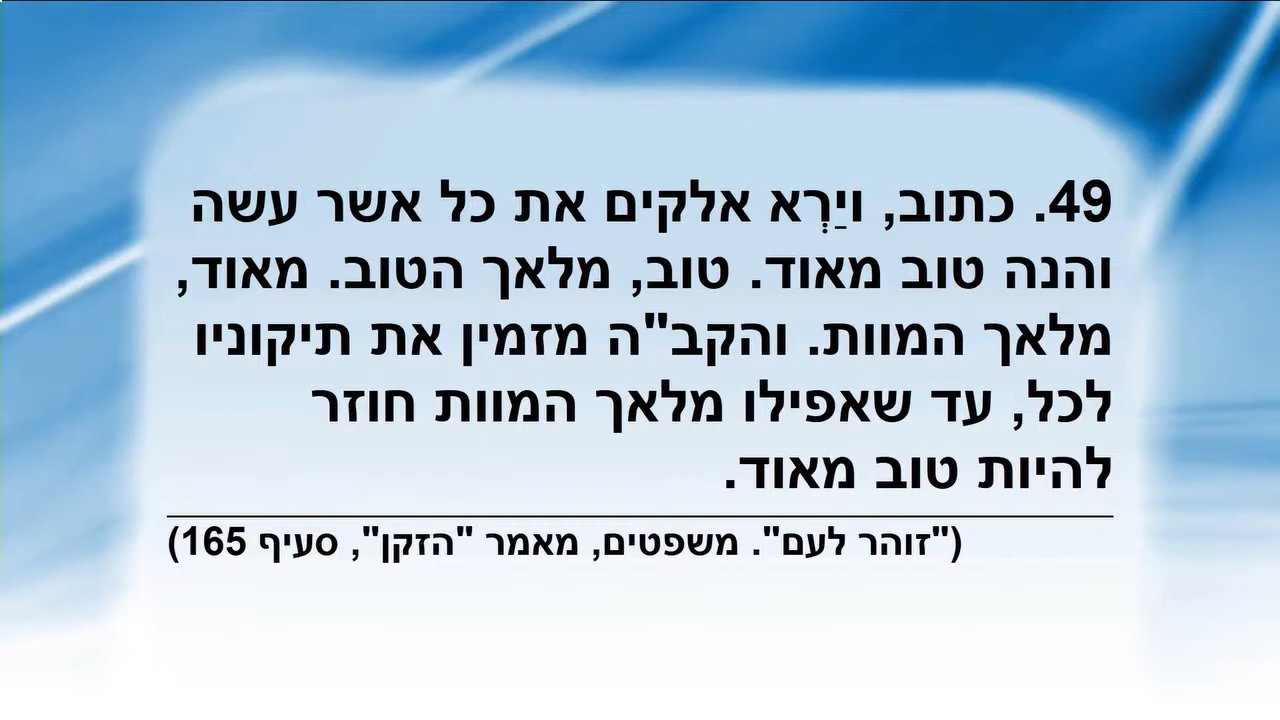 49. כתוב, ויַרְא אלקים את כל אשר עשה
והנה טוב מאוד. טוב, מלאך הטוב. מאוד,
מלאך המוות. והקב"ה מזמין את תיקוניו
לכל, עד שאפילו מלאך המוות חוזר
להיות טוב מאוד.
("זוהר לעם". משפטים, מאמר "הזקן", סעיף 165)